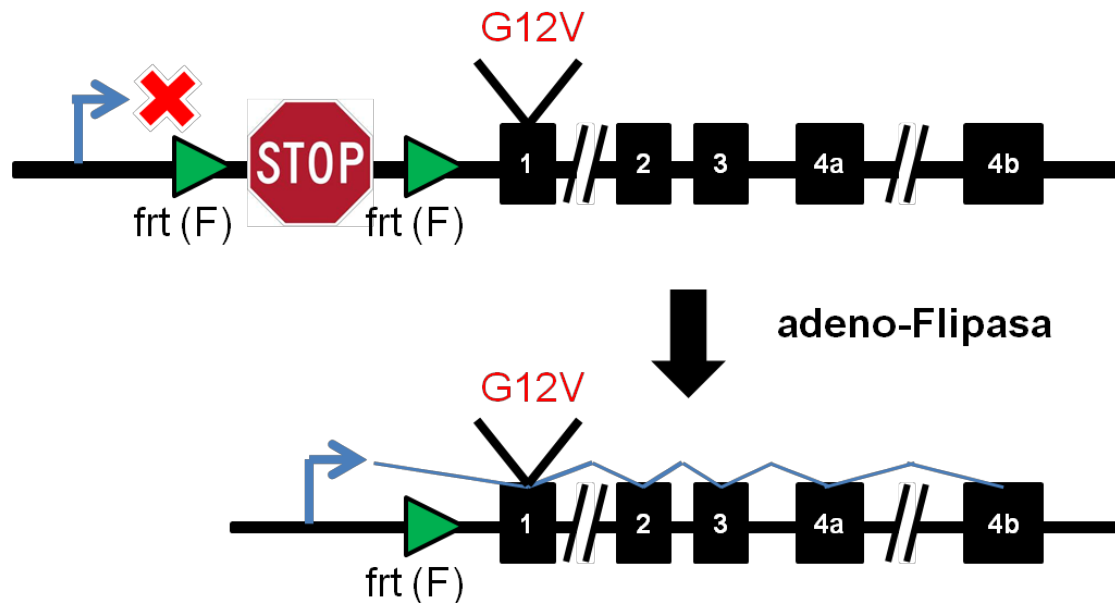 G12V
STOP
1 2 3 4a 4b
frt (F) frt (F)
adeno-Flipasa
G12V
1 2 3 4a 4b
frt (F)